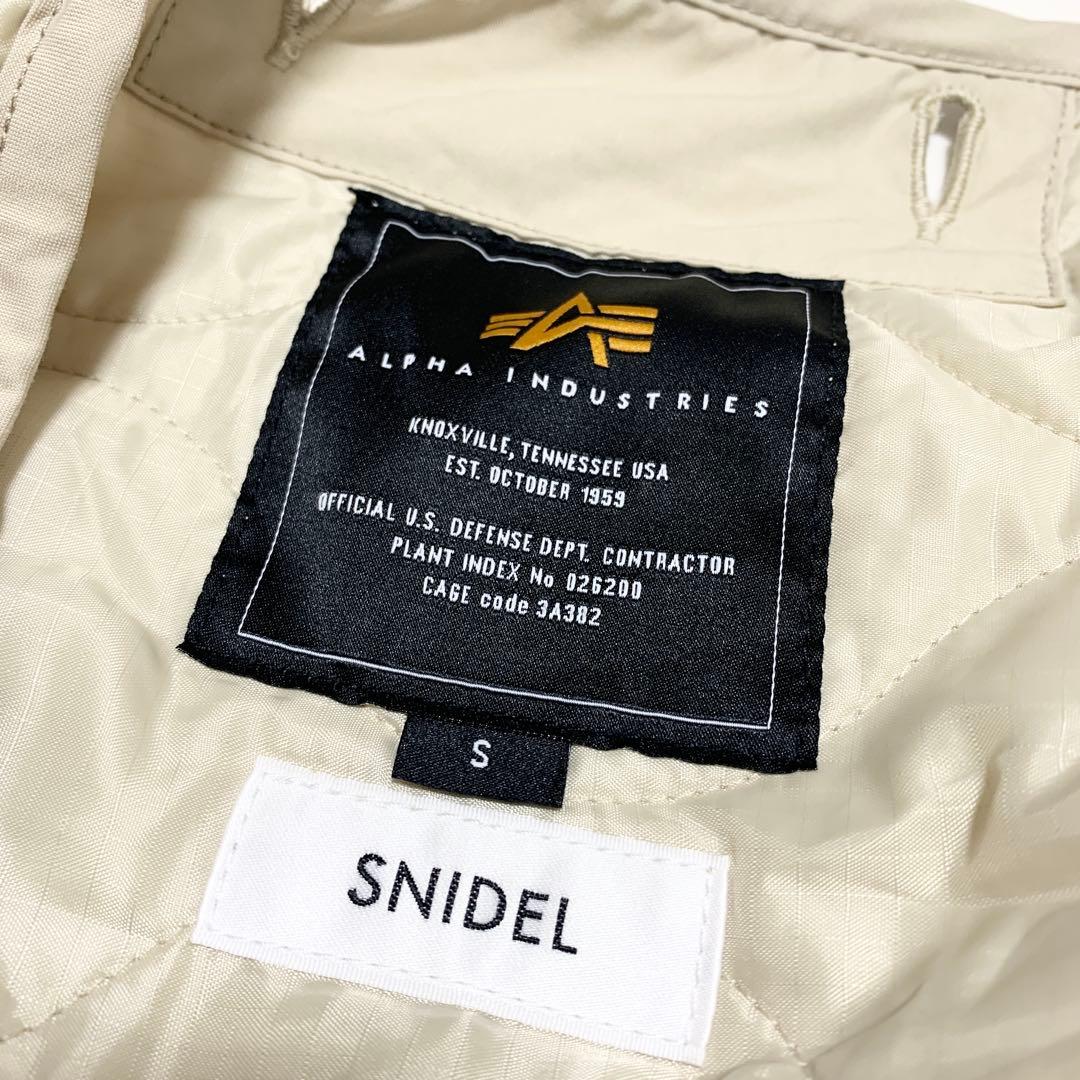 ALPHA INDUSTRIES
KNOXVILLE, TENNESSEE USA
EST. OCTOBER 1959
OFFICIAL U.S. DEFENSE DEPT. CONTRACTOR
PLANT INDEX No 026200
CAGE code 3A382
S
SNIDEL